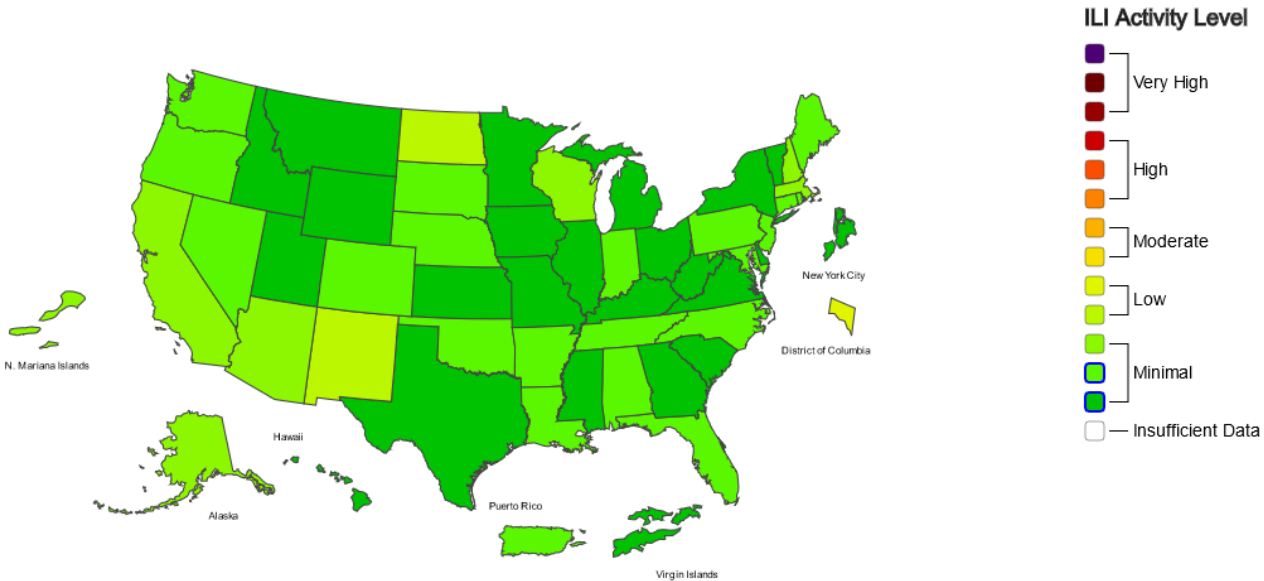 ILI Activity Level
Very High
High
Moderate
Low
Minimal
Insufficient Data
New York City
District of Columbia
N. Mariana Islands
Hawaii
Alaska
Puerto Rico
Virgin Islands